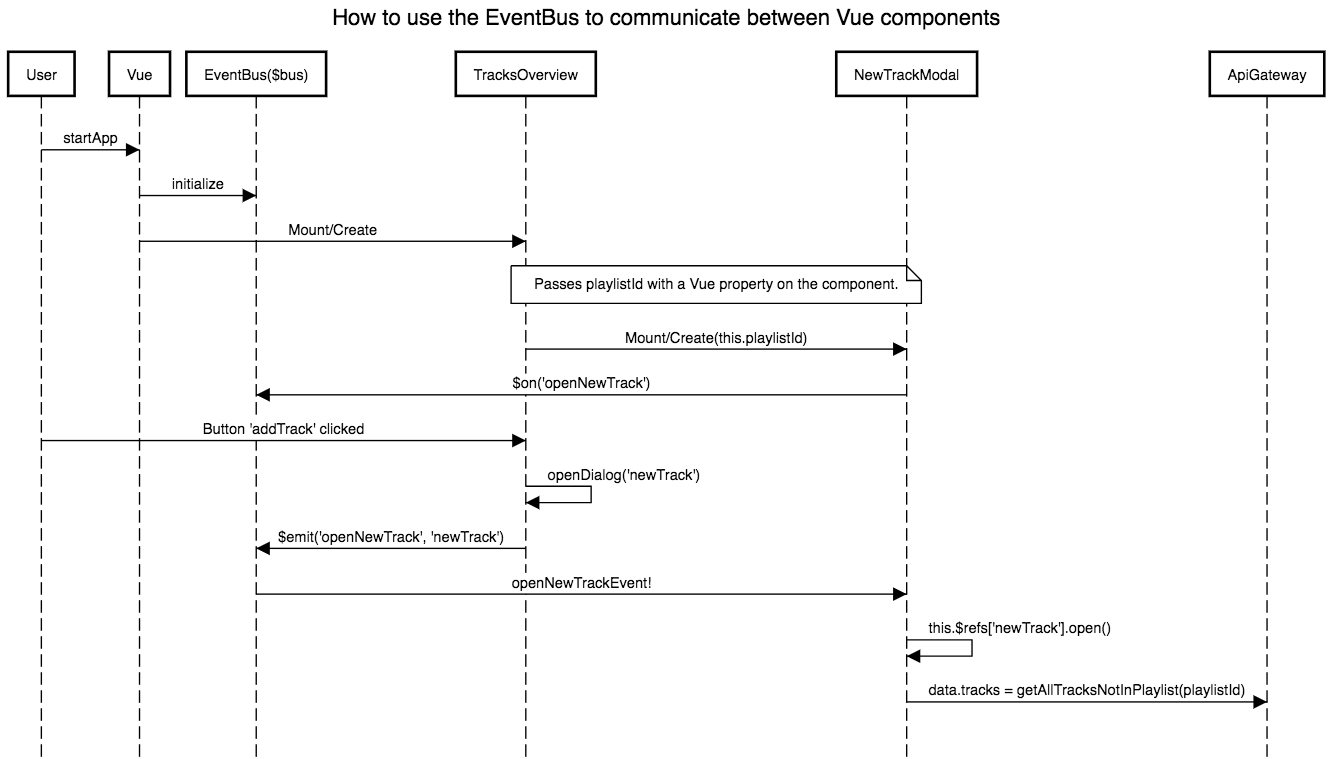 How to use the EventBus to communicate between Vue components
User
Vue
EventBus($bus)
TracksOverview
NewTrackModal
ApiGateway
startApp
initialize
Mount/Create
Passes playlistId with a Vue property on the component.
Mount/Create(this.playlistId)
$on('openNewTrack')
Button 'addTrack' clicked
openDialog('newTrack')
$emit('openNewTrack', 'newTrack')
openNewTrackEvent!
this.$refs['newTrack'].open()
data.tracks = getAllTracksNotInPlaylist(playlistId)